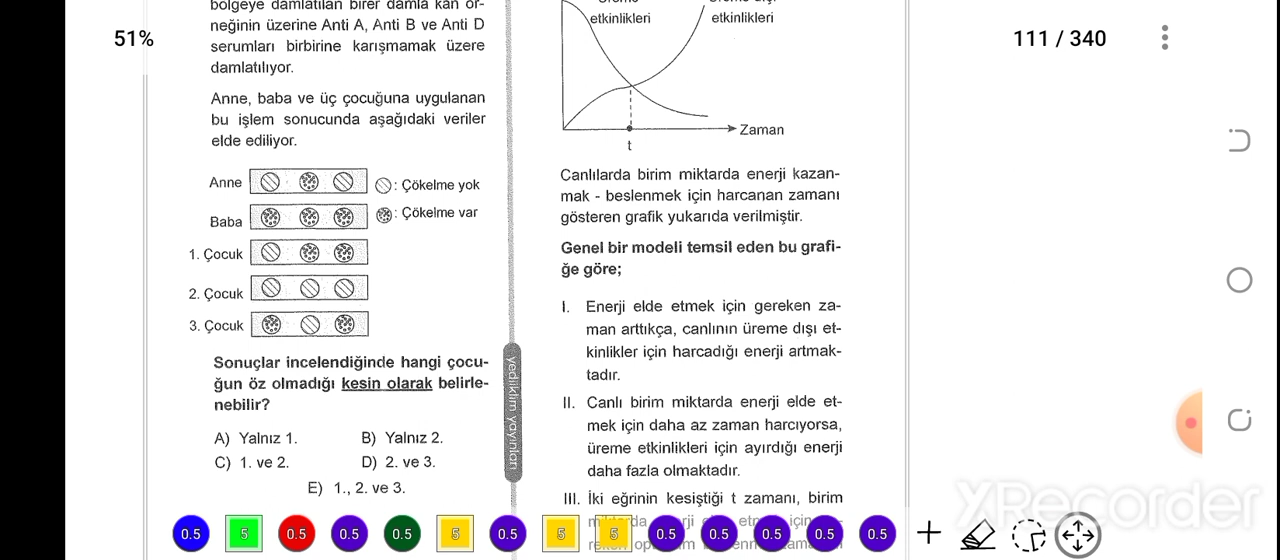 51%
111 / 340
bölgeye damlatılan birer damla kan ör-
neğinin üzerine Anti A, Anti B ve Anti D
serumları birbirine karışmamak üzere
damlatılıyor.
Anne, baba ve üç çocuğuna uygulanan
bu işlem sonucunda aşağıdaki veriler
elde ediliyor.
Anne
: Çökelme yok
Baba
: Çökelme var
1. Çocuk
2. Çocuk
3. Çocuk
Sonuçlar incelendiğinde hangi çocu-
ğun öz olmadığı kesin olarak belirle-
nebilir?
A) Yalnız 1.
B) Yalnız 2.
C) 1. ve 2.
D) 2. ve 3.
E) 1., 2. ve 3.
yediiklim yayınları
etkinlikleri
etkinlikleri
Zaman
t
Canlılarda birim miktarda enerji kazan-
mak - beslenmek için harcanan zamanı
gösteren grafik yukarıda verilmiştir.
Genel bir modeli temsil eden bu grafi-
ğe göre;
I. Enerji elde etmek için gereken za-
man arttıkça, canlının üreme dışı et-
kinlikler için harcadığı enerji artmak-
tadır.
II. Canlı birim miktarda enerji elde et-
mek için daha az zaman harcıyorsa,
üreme etkinlikleri için ayırdığı enerji
daha fazla olmaktadır.
III. İki eğrinin kesiştiği t zamanı, birim
0.5 5 0.5 0.5 0.5 5 0.5 5 5 0.5 0.5 0.5 0.5 0.5
XRecorder